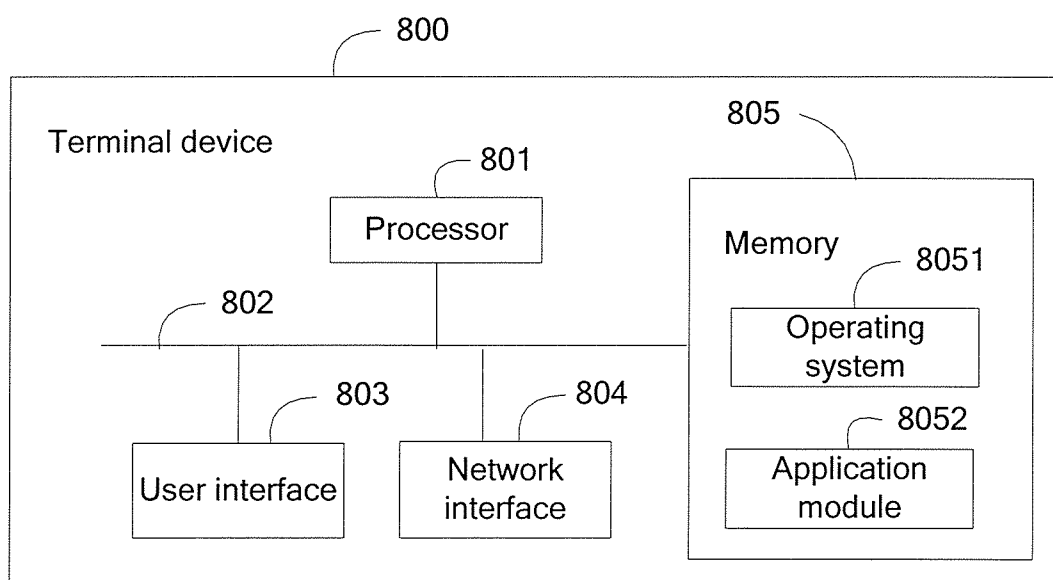 800
805
Terminal device
801
Processor
Memory
8051
802
Operating
system
803
804
8052
User interface
Network
interface
Application
module